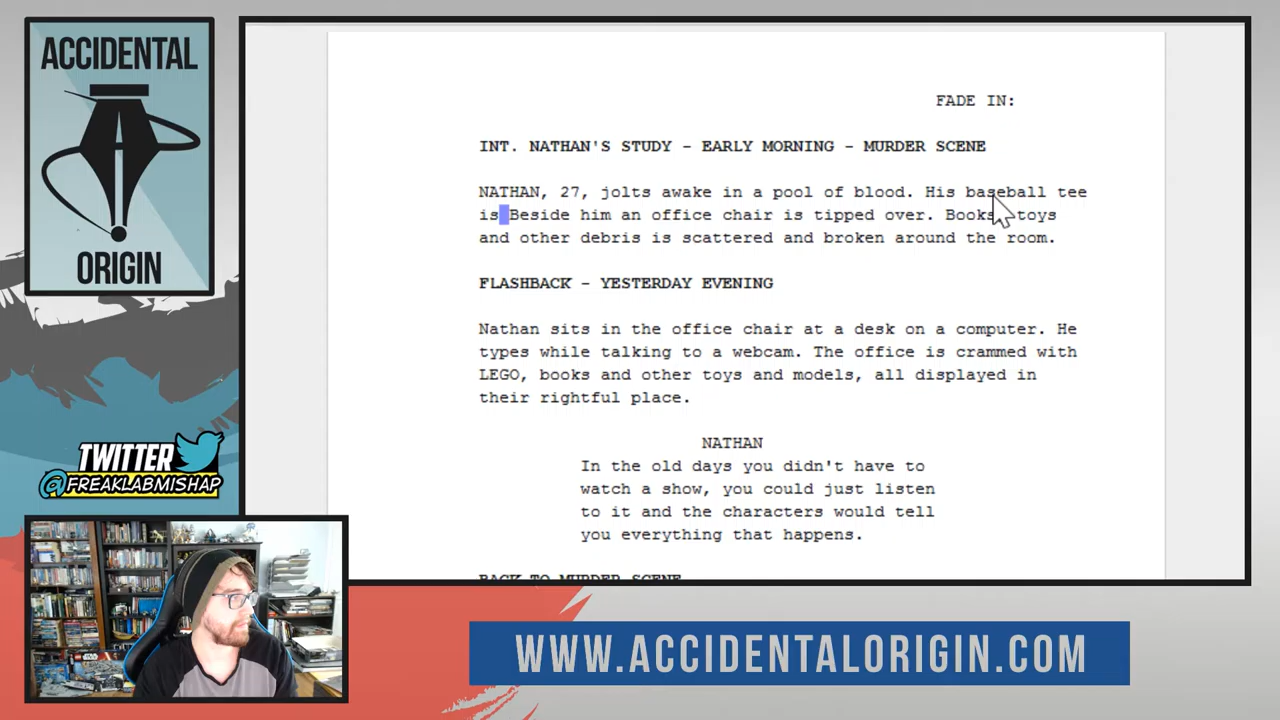 ACCIDENTAL
ORIGIN
FADE IN:
INT. NATHAN'S STUDY - EARLY MORNING - MURDER SCENE
NATHAN, 27, jolts awake in a pool of blood. His baseball tee
is Beside him an office chair is tipped over. Books toys
and other debris is scattered and broken around the room.
FLASHBACK - YESTERDAY EVENING
Nathan sits in the office chair at a desk on a computer. He
types while talking to a webcam. The office is crammed with
LEGO, books and other toys and models, all displayed in
their rightful place.
NATHAN
In the old days you didn't have to
watch a show, you could just listen
to it and the characters would tell
you everything that happens.
BACK TO MURDER SCENE
TWITTER
@FREAKLABMISHAP
WWW.ACCIDENTALORIGIN.COM